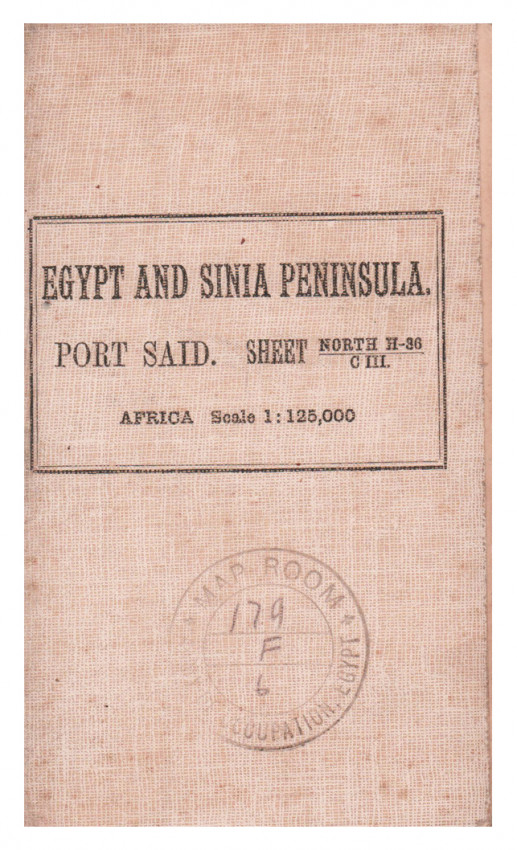 EGYPT AND SINIA PENINSULA.
PORT SAID. SHEET NORTH H-36
C III.
AFRICA Scale 1:125,000
MAP ROOM
179
F
6
OCCUPATION, EGYPT